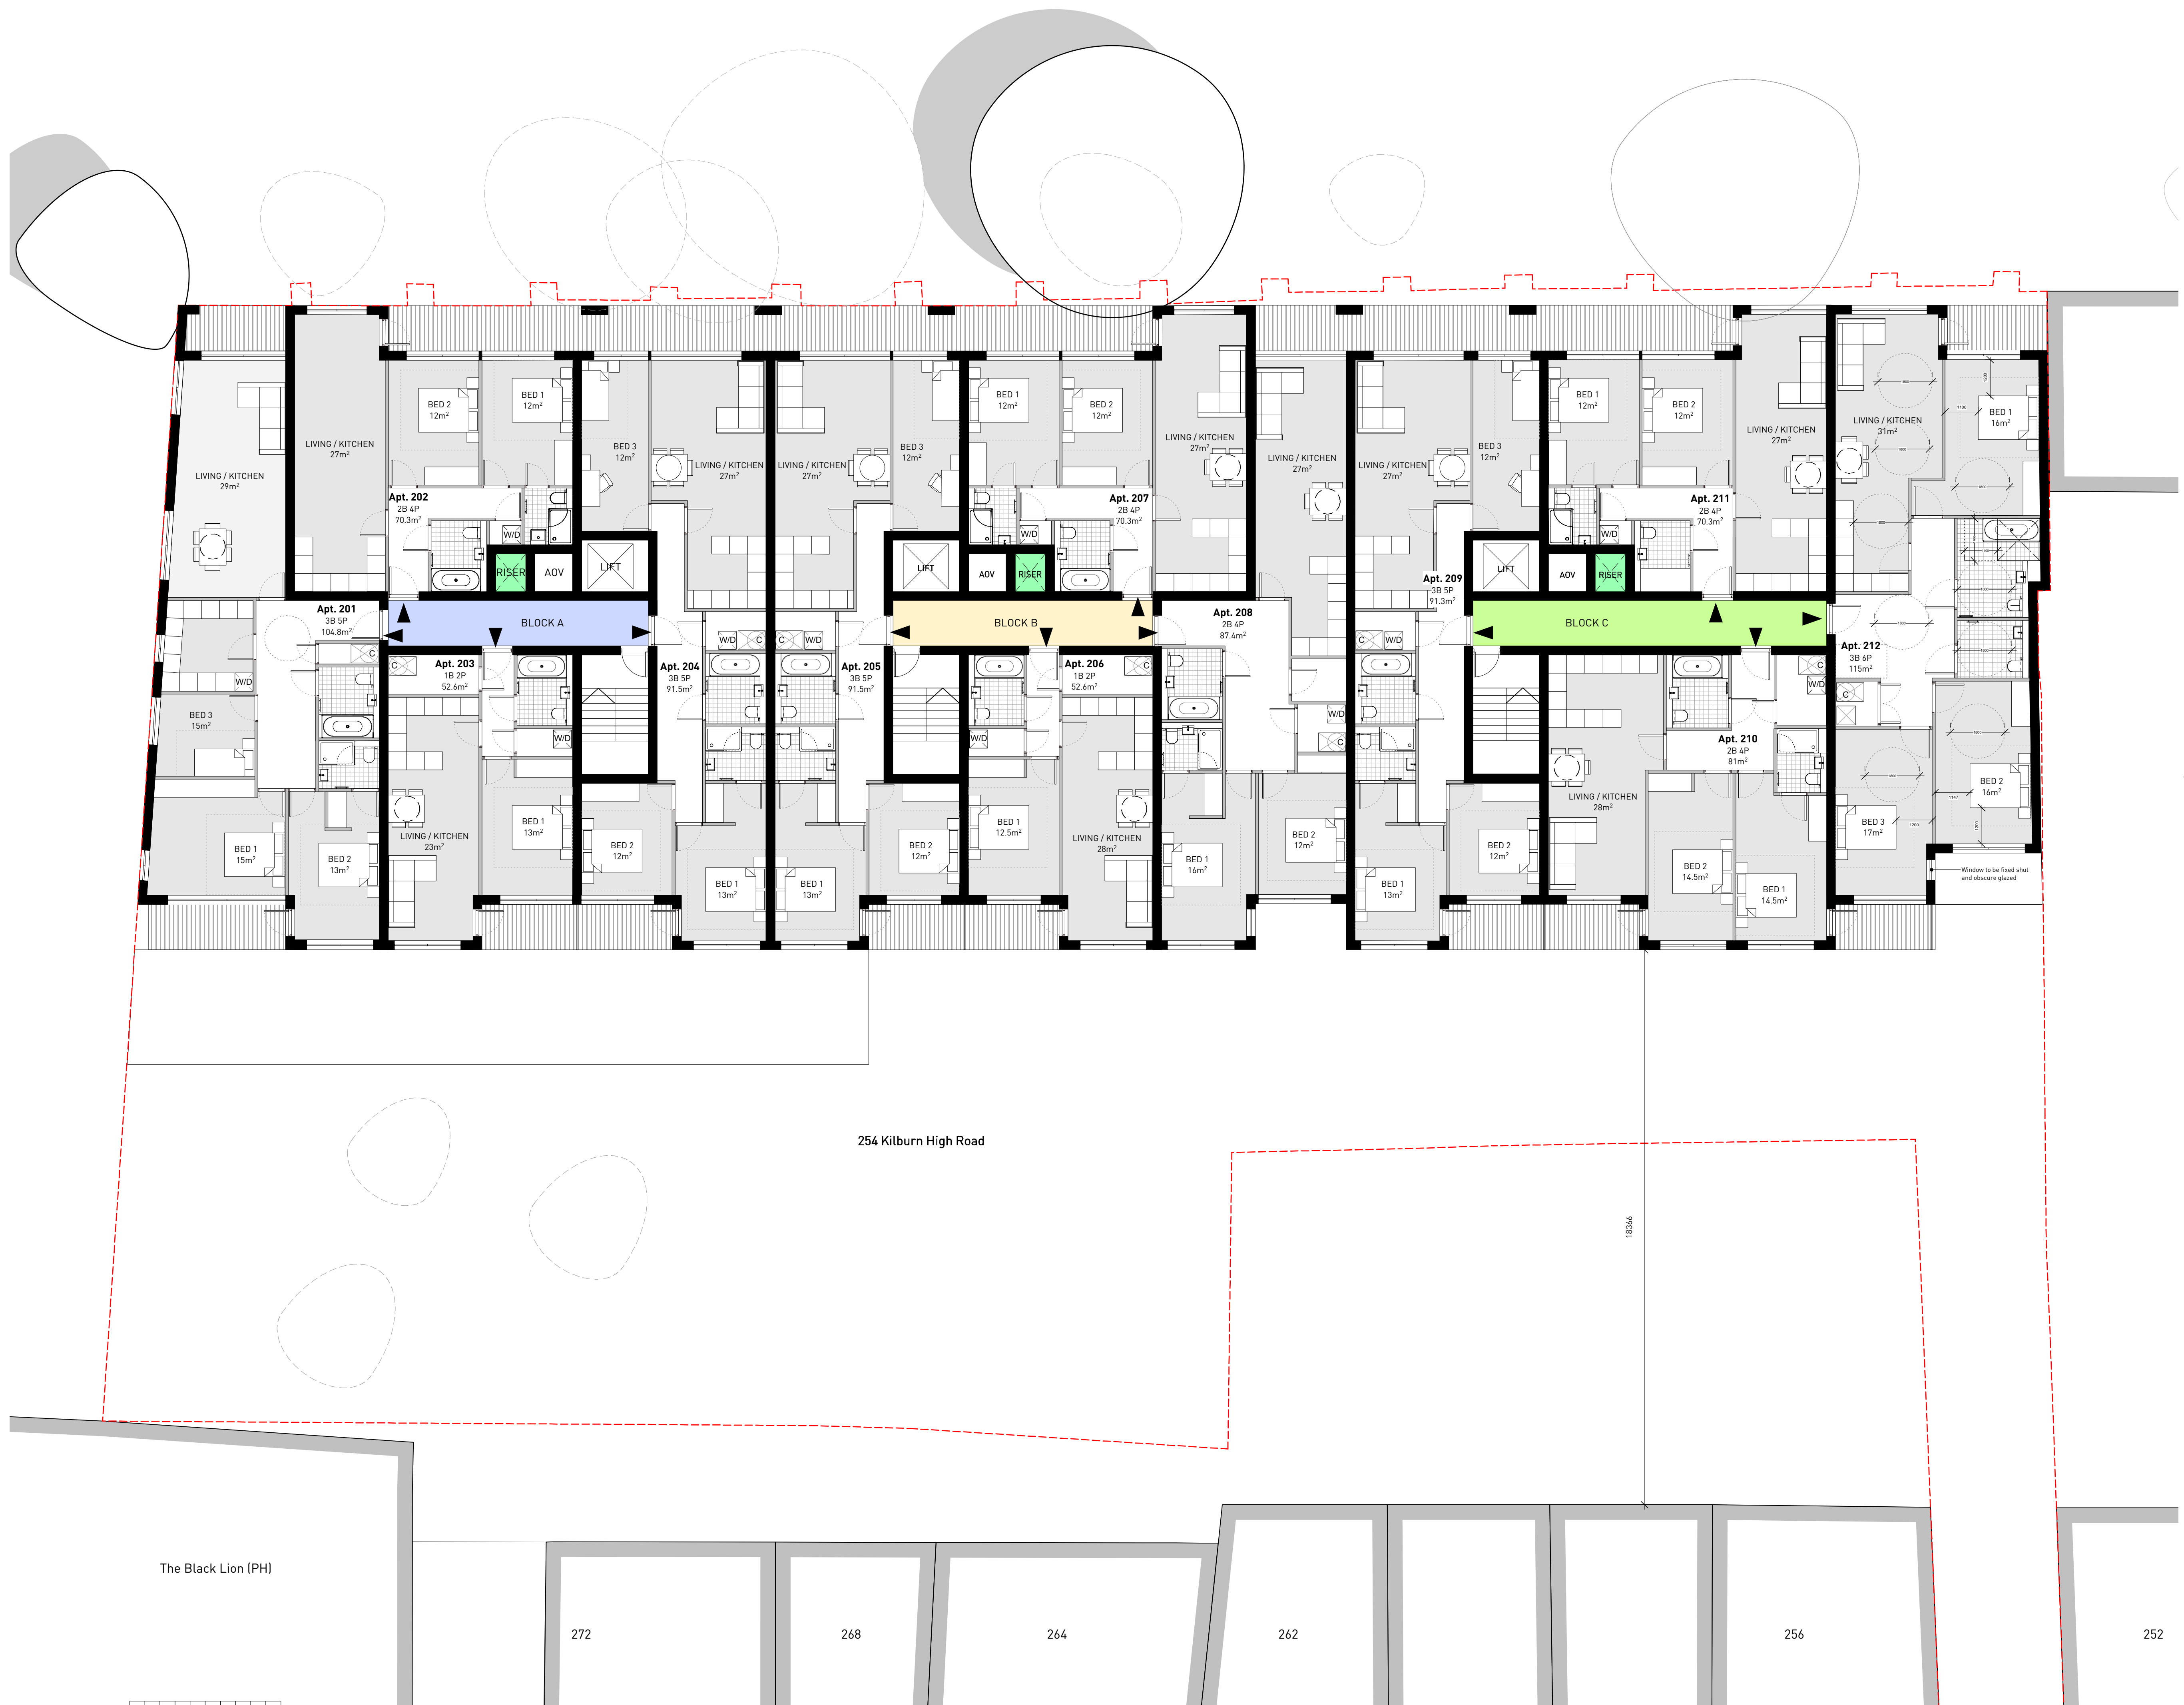 LIVING / KITCHEN
29m²
LIVING / KITCHEN
27m²
BED 2
12m²
BED 1
12m²
BED 3
12m²
LIVING / KITCHEN
27m²
LIVING / KITCHEN
27m²
BED 3
12m²
BED 1
12m²
BED 2
12m²
LIVING / KITCHEN
27m²
LIVING / KITCHEN
27m²
LIVING / KITCHEN
27m²
BED 3
12m²
BED 1
12m²
BED 2
12m²
LIVING / KITCHEN
27m²
LIVING / KITCHEN
31m²
BED 1
16m²
1200
1100
Apt. 202
2B 4P
70.3m²
W/D
RISER
AOV
LIFT
LIFT
AOV
RISER
W/D
Apt. 207
2B 4P
70.3m²
Apt. 209
3B 5P
91.3m²
LIFT
AOV
RISER
W/D
Apt. 211
2B 4P
70.3m²
Apt. 201
3B 5P
104.8m²
C
W/D
BLOCK A
W/D
C
C
W/D
BLOCK B
Apt. 208
2B 4P
87.4m²
C
W/D
BLOCK C
Apt. 212
3B 6P
115m²
C
C
Apt. 203
1B 2P
52.6m²
W/D
Apt. 204
3B 5P
91.5m²
Apt. 205
3B 5P
91.5m²
Apt. 206
1B 2P
52.6m²
C
W/D
W/D
C
C
W/D
Apt. 210
2B 4P
81m²
BED 3
15m²
BED 1
15m²
BED 2
13m²
LIVING / KITCHEN
23m²
BED 1
13m²
BED 2
12m²
BED 1
13m²
BED 1
13m²
BED 2
12m²
BED 1
12.5m²
LIVING / KITCHEN
28m²
BED 1
16m²
BED 2
12m²
BED 1
13m²
BED 2
12m²
LIVING / KITCHEN
28m²
BED 2
14.5m²
BED 1
14.5m²
BED 3
17m²
1200
BED 2
16m²
1800
1147
1200
Window to be fixed shut
and obscure glazed
254 Kilburn High Road
18366
The Black Lion (PH)
272
268
264
262
256
252